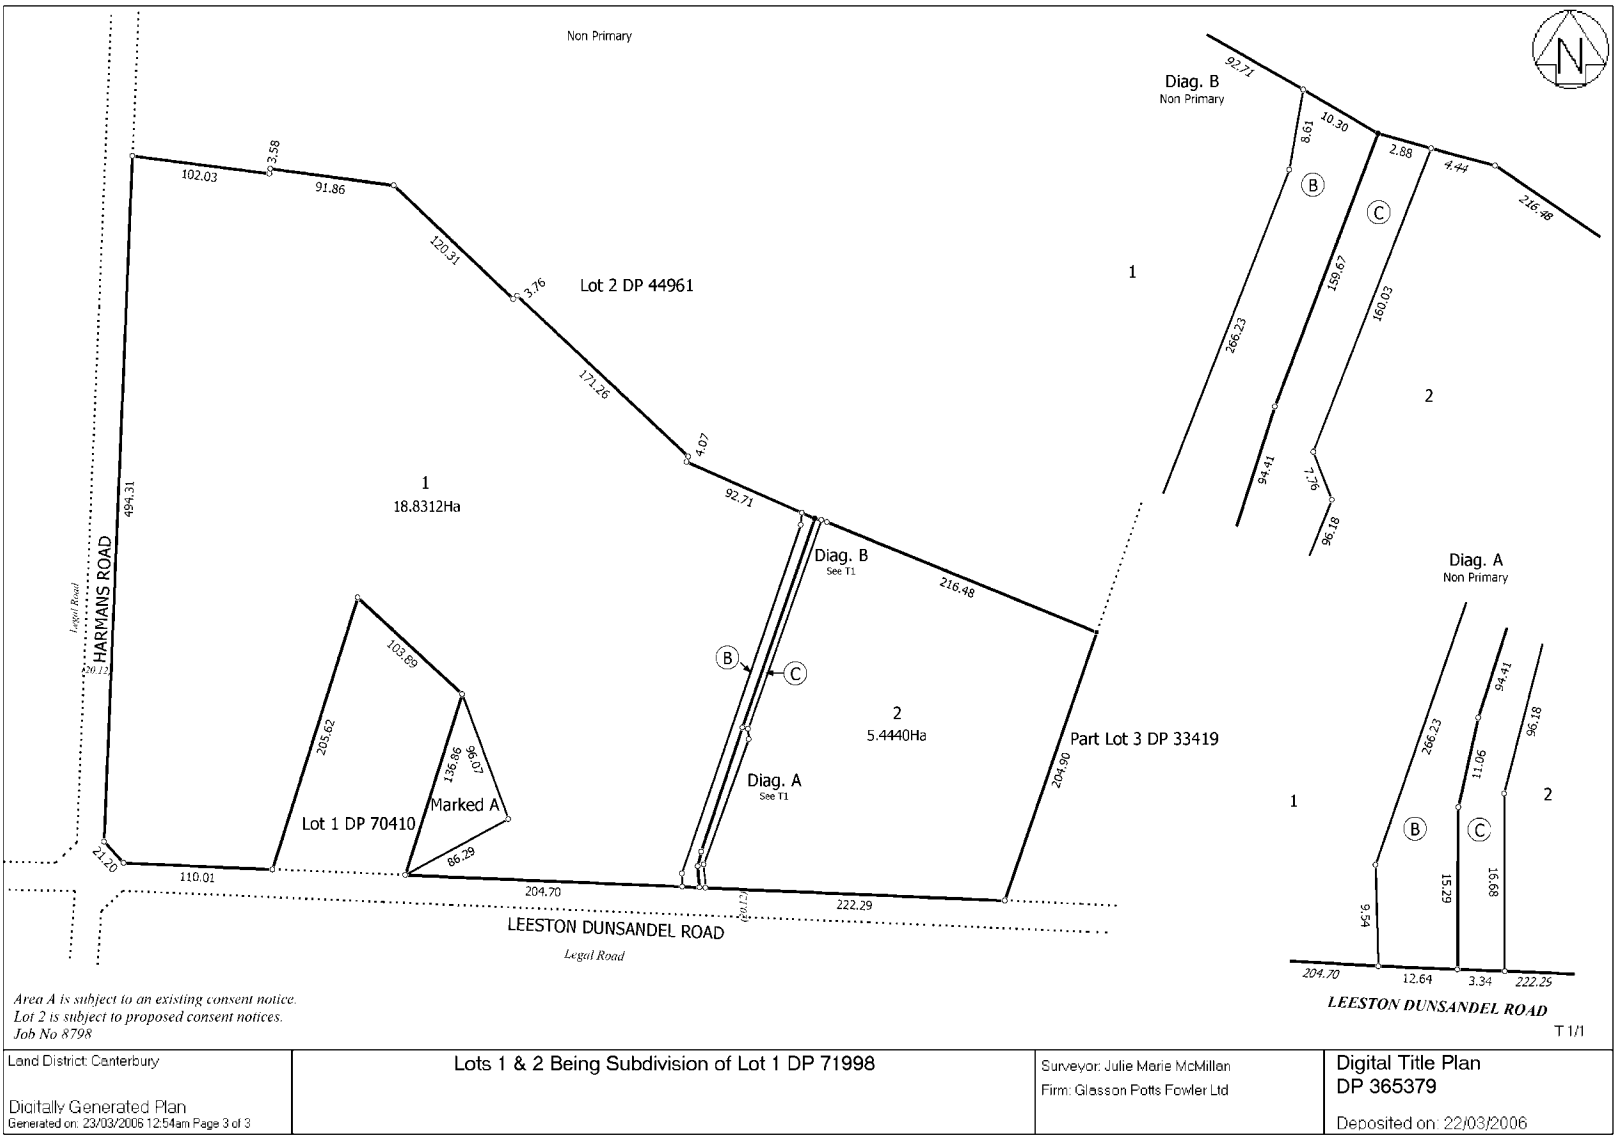 Non Primary
N
92.71
Diag. B
Non Primary
10.30
8.61
2.88
4.44
216.48
B
C
1
159.67
160.03
266.23
2
94.41
7.76
96.18
102.03
3.58
91.86
120.31
3.76
Lot 2 DP 44961
171.26
4.07
92.71
1
18.8312Ha
494.31
HARMANS ROAD
Legal Road
(20.12)
Diag. B
See T1
216.48
B
C
103.89
205.62
136.86
96.07
Marked A
Lot 1 DP 70410
86.29
2
5.4440Ha
Part Lot 3 DP 33419
204.90
Diag. A
See T1
21.20
110.01
204.70
(20.12)
222.29
LEESTON DUNSANDEL ROAD
Legal Road
Diag. A
Non Primary
94.41
266.23
96.18
11.06
1
2
B
C
9.54
15.29
16.68
204.70
12.64
3.34
222.29
LEESTON DUNSANDEL ROAD
T 1/1
Area A is subject to an existing consent notice.
Lot 2 is subject to proposed consent notices.
Job No 8798
Land District: Canterbury
Digitally Generated Plan
Generated on: 23/03/2006 12:54am Page 3 of 3
Lots 1 & 2 Being Subdivision of Lot 1 DP 71998
Surveyor: Julie Marie McMillan
Firm: Glasson Potts Fowler Ltd
Digital Title Plan
DP 365379
Deposited on: 22/03/2006